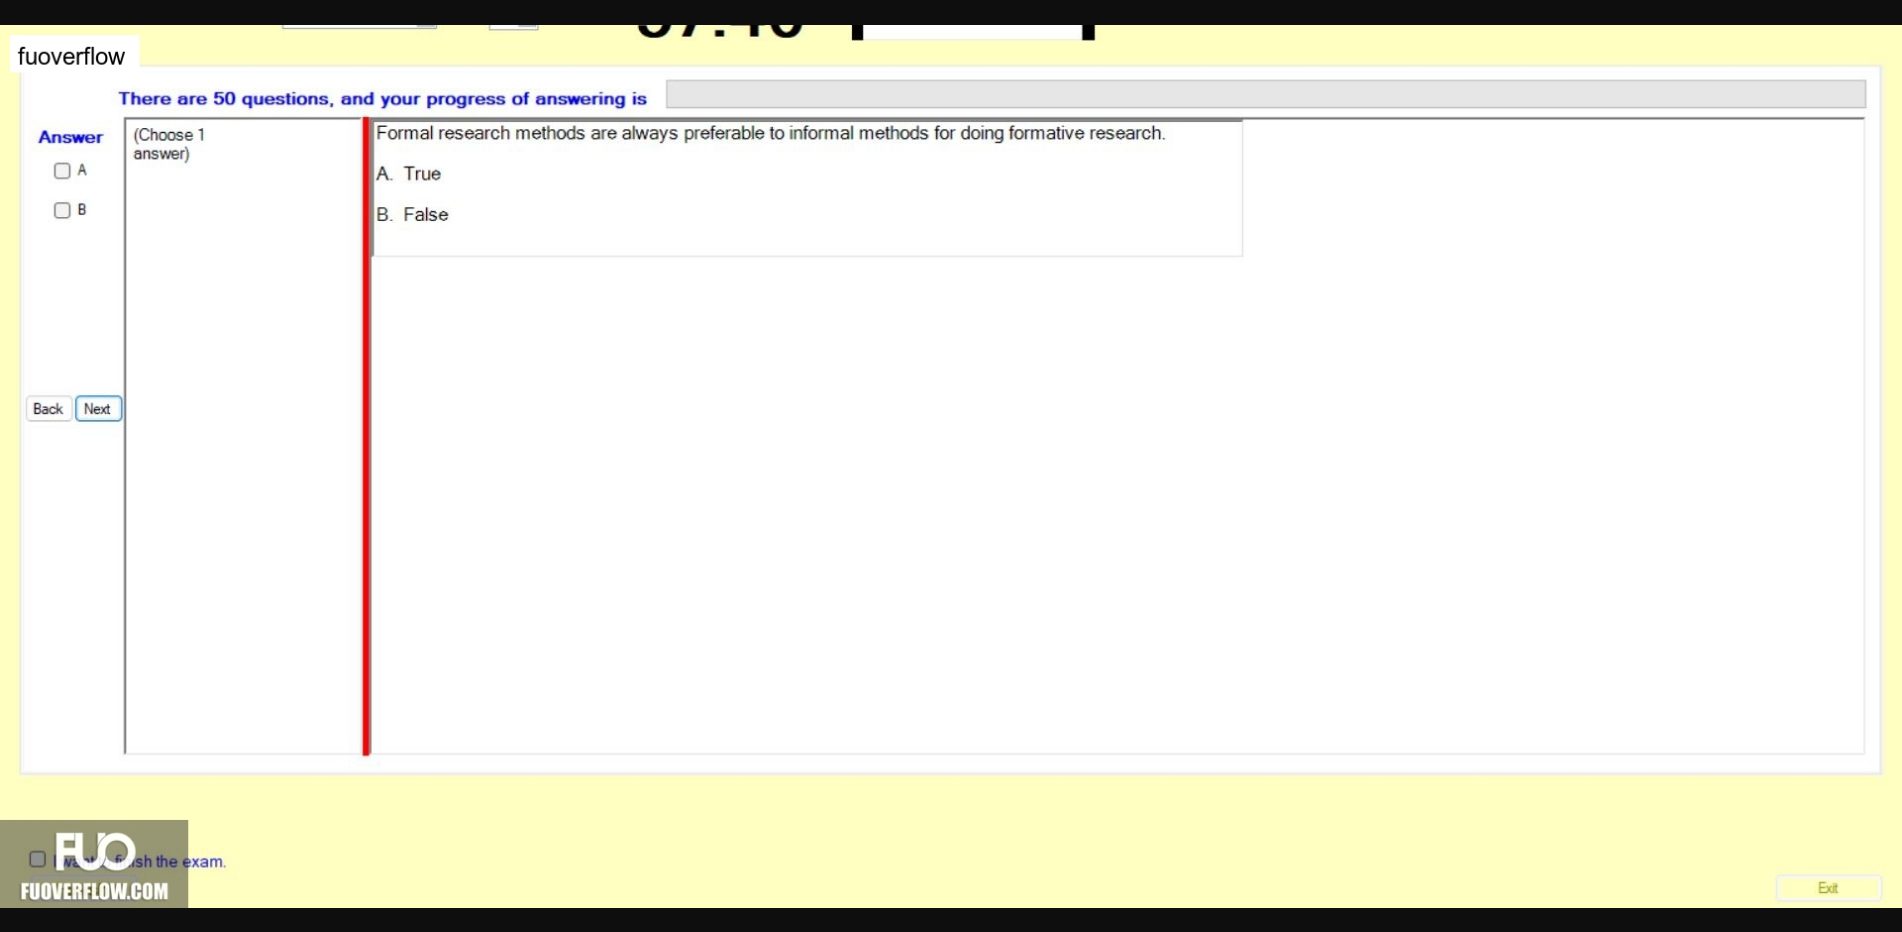 fuoverflow
There are 50 questions, and your progress of answering is
Answer
(Choose 1
answer)
A
B
Formal research methods are always preferable to informal methods for doing formative research.
A. True
B. False
Back
Next
I want finish the exam.
FUO
FUOVERFLOW.COM
Exit